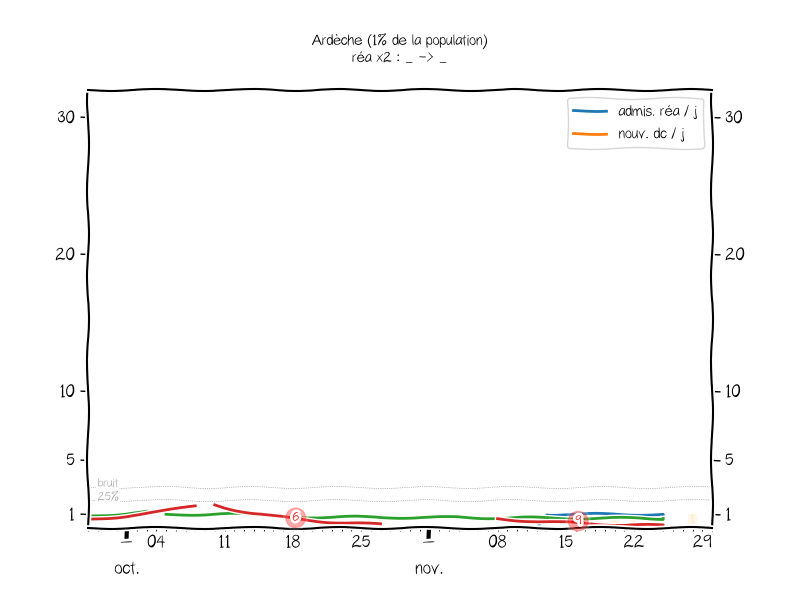 Ardèche (1% de la population)
réa x2 : _ -> _
admis. réa / j
nouv. dc / j
30 30
20 20
10 10
5 5
bruit
25%
1 1
6 9
04 11 18 25 08 15 22 29
oct. nov.